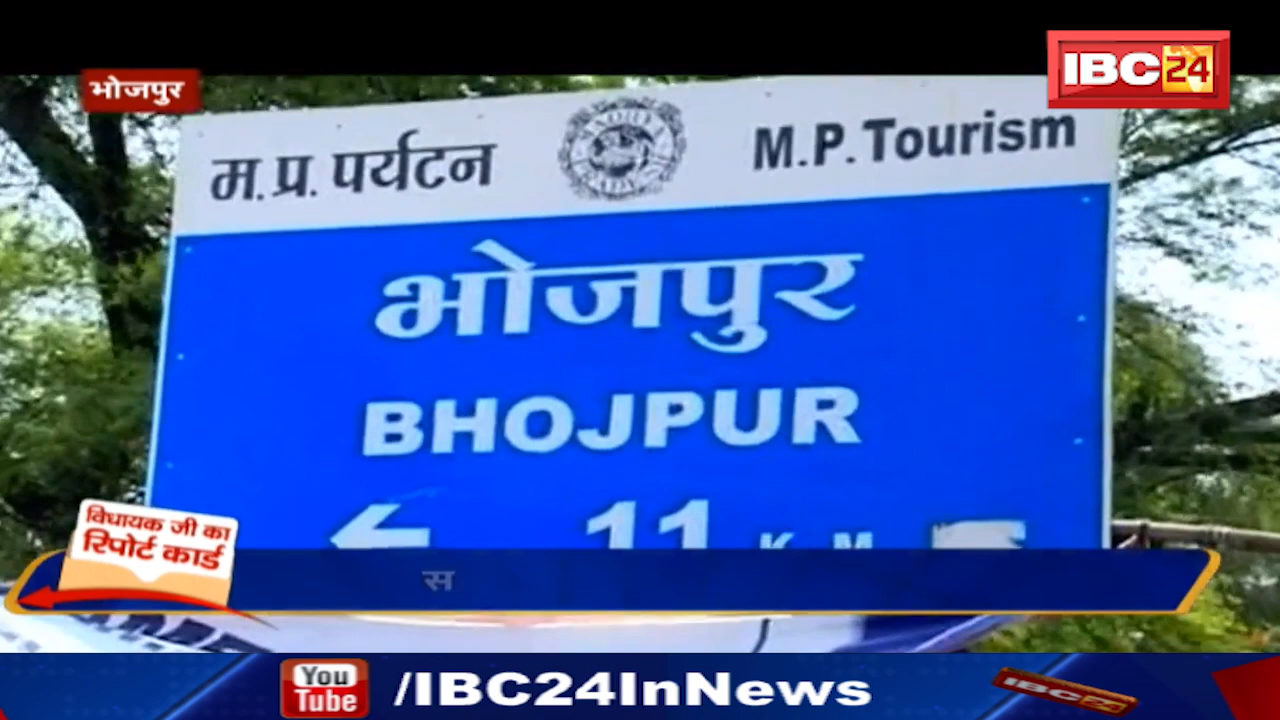 भोजपुर
IBC24
म.प्र. पर्यटन
M.P. Tourism
भोजपुर
BHOJPUR
11 K.M
विधायक जी का
रिपोर्ट कार्ड
स
You
Tube
/IBC24InNews
IBC24